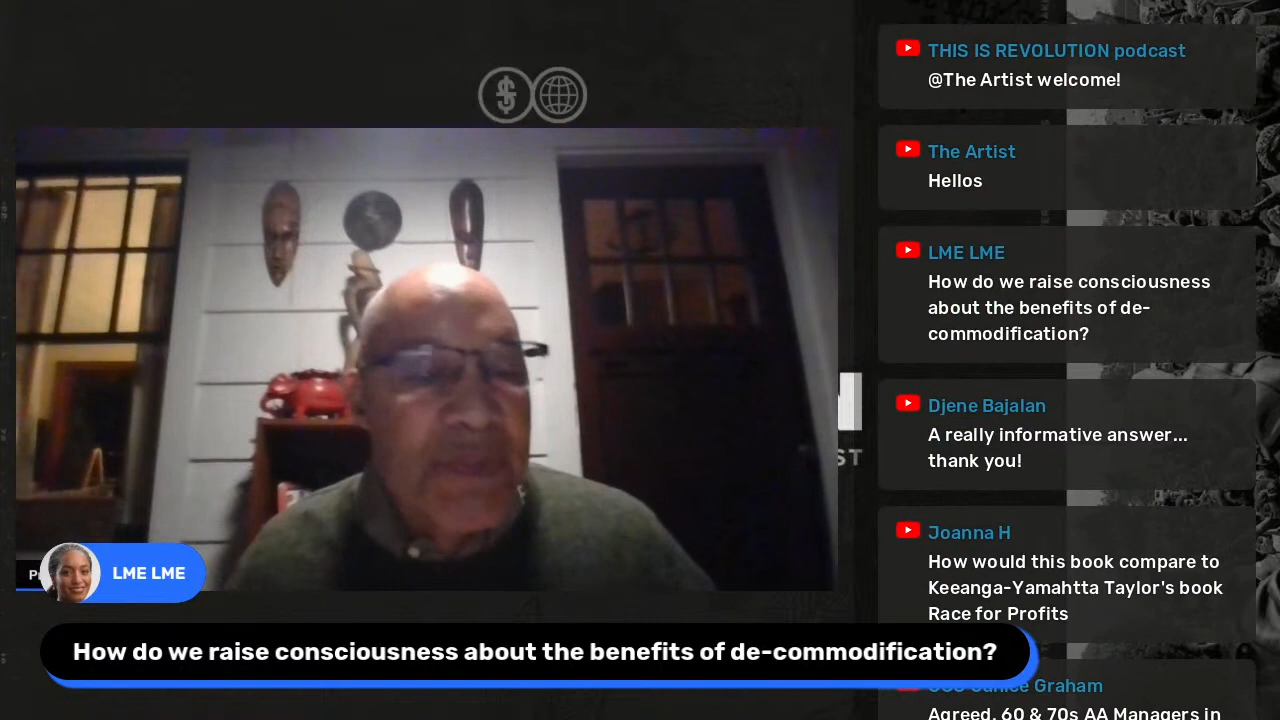 THIS IS REVOLUTION podcast
@The Artist welcome!
The Artist
Hellos
LME LME
How do we raise consciousness
about the benefits of de-
commodification?
Djene Bajalan
A really informative answer...
thank you!
Joanna H
How would this book compare to
Keeanga-Yamahtta Taylor's book
Race for Profits
Graham
Agreed, 60 & 70s AA Managers in
ST
LME LME
How do we raise consciousness about the benefits of de-commodification?